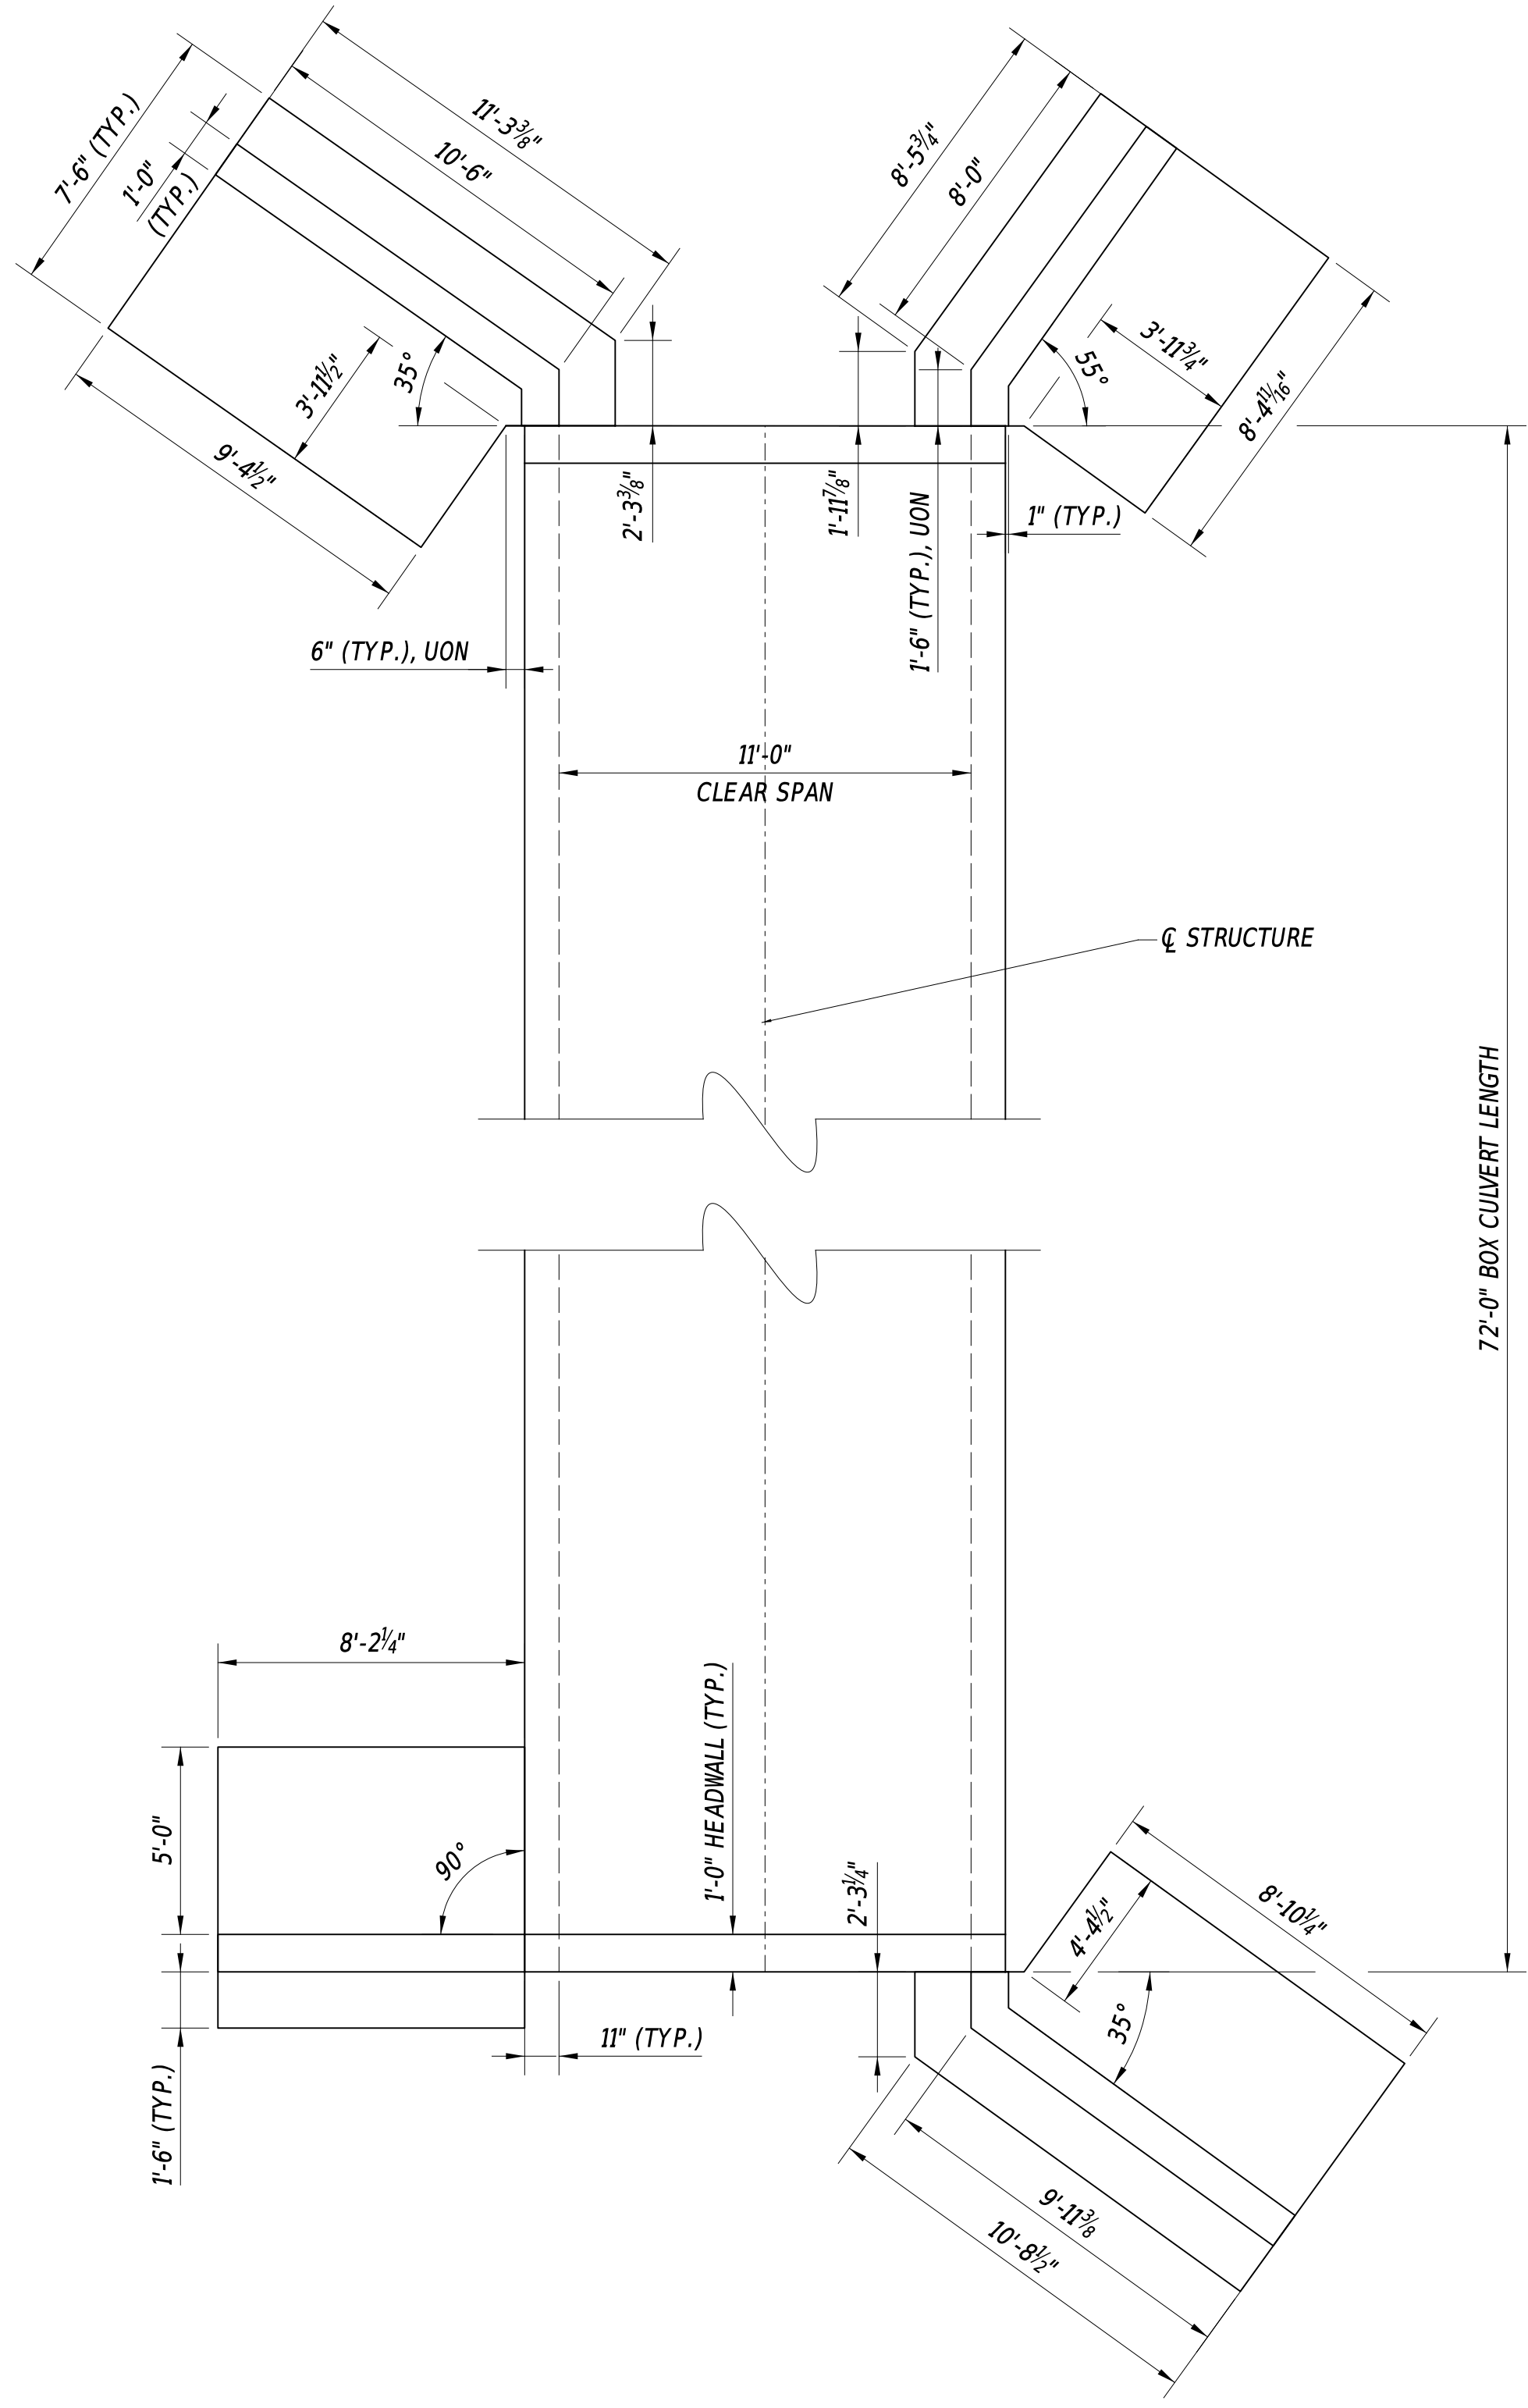 11'-3⅜"
10'-6"
7'-6" (TYP.)
1'-0"
(TYP.)
3'-11½"
35°
9'-4½"
2'-3⅜"
8'-5¾"
8'-0"
3'-11¾"
55°
8'-4 11/16"
1'-11⅞"
1'-6" (TYP.), UON
1" (TYP.)
6" (TYP.), UON
11'-0"
CLEAR SPAN
℄ STRUCTURE
72'-0" BOX CULVERT LENGTH
8'-2¼"
5'-0"
90°
1'-0" HEADWALL (TYP.)
2'-3¼"
4'-4½"
8'-10¼"
35°
11" (TYP.)
1'-6" (TYP.)
9'-11⅜
10'-8½"